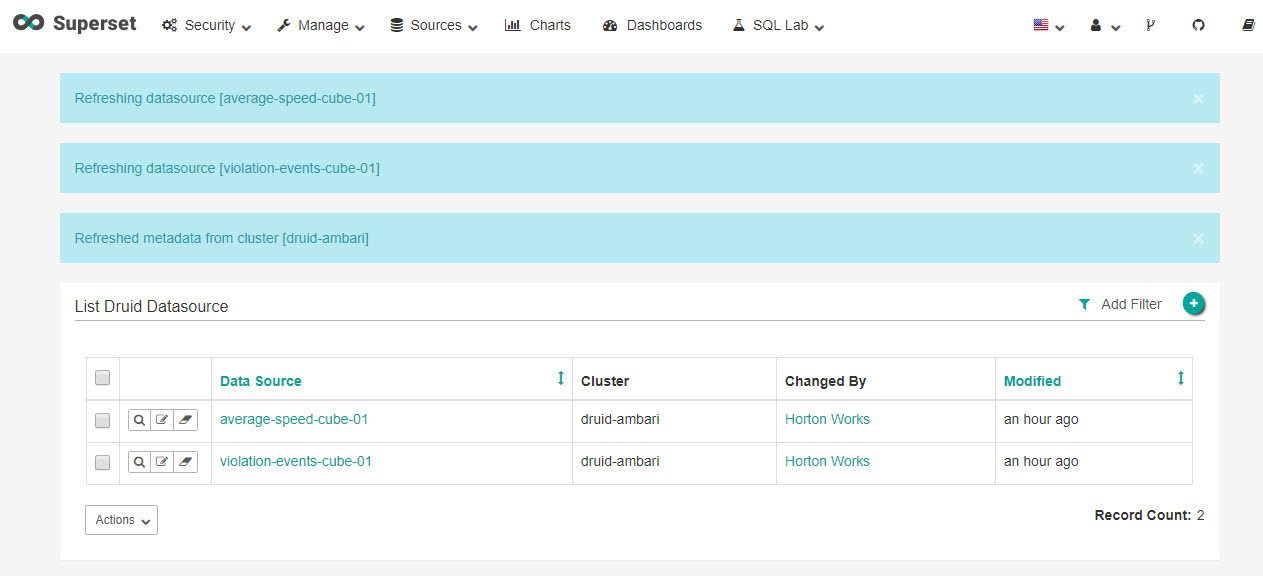 Superset Security Manage Sources Charts Dashboards SQL Lab
Refreshing datasource [average-speed-cube-01] ×
Refreshing datasource [violation-events-cube-01] ×
Refreshed metadata from cluster [druid-ambari] ×
List Druid Datasource Add Filter
Data Source Cluster Changed By Modified
average-speed-cube-01 druid-ambari Horton Works an hour ago
violation-events-cube-01 druid-ambari Horton Works an hour ago
Actions Record Count: 2